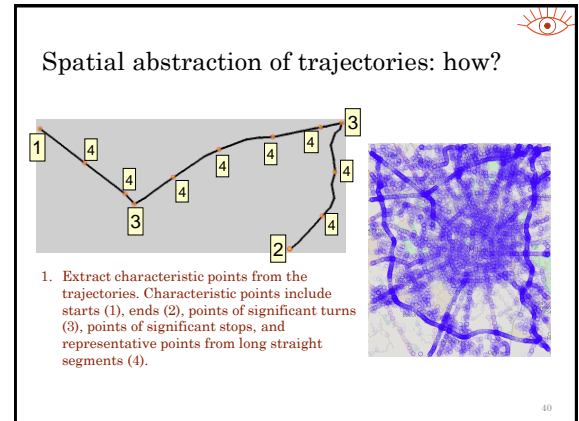 Spatial abstraction of trajectories: how?
1
4
4
3
4
4
4
4
3
4
4
2
1. Extract characteristic points from the
trajectories. Characteristic points include
starts (1), ends (2), points of significant turns
(3), points of significant stops, and
representative points from long straight
segments (4).
40